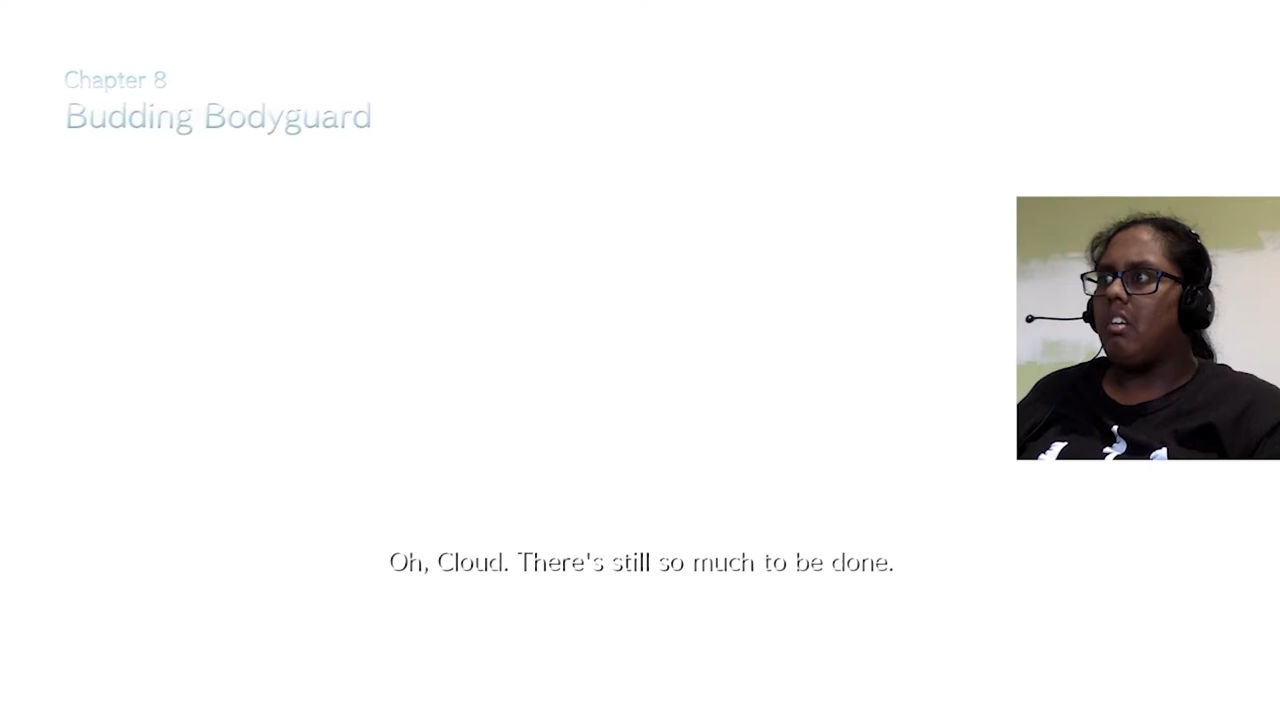 Chapter 8
Budding Bodyguard
Oh, Cloud. There's still so much to be done.